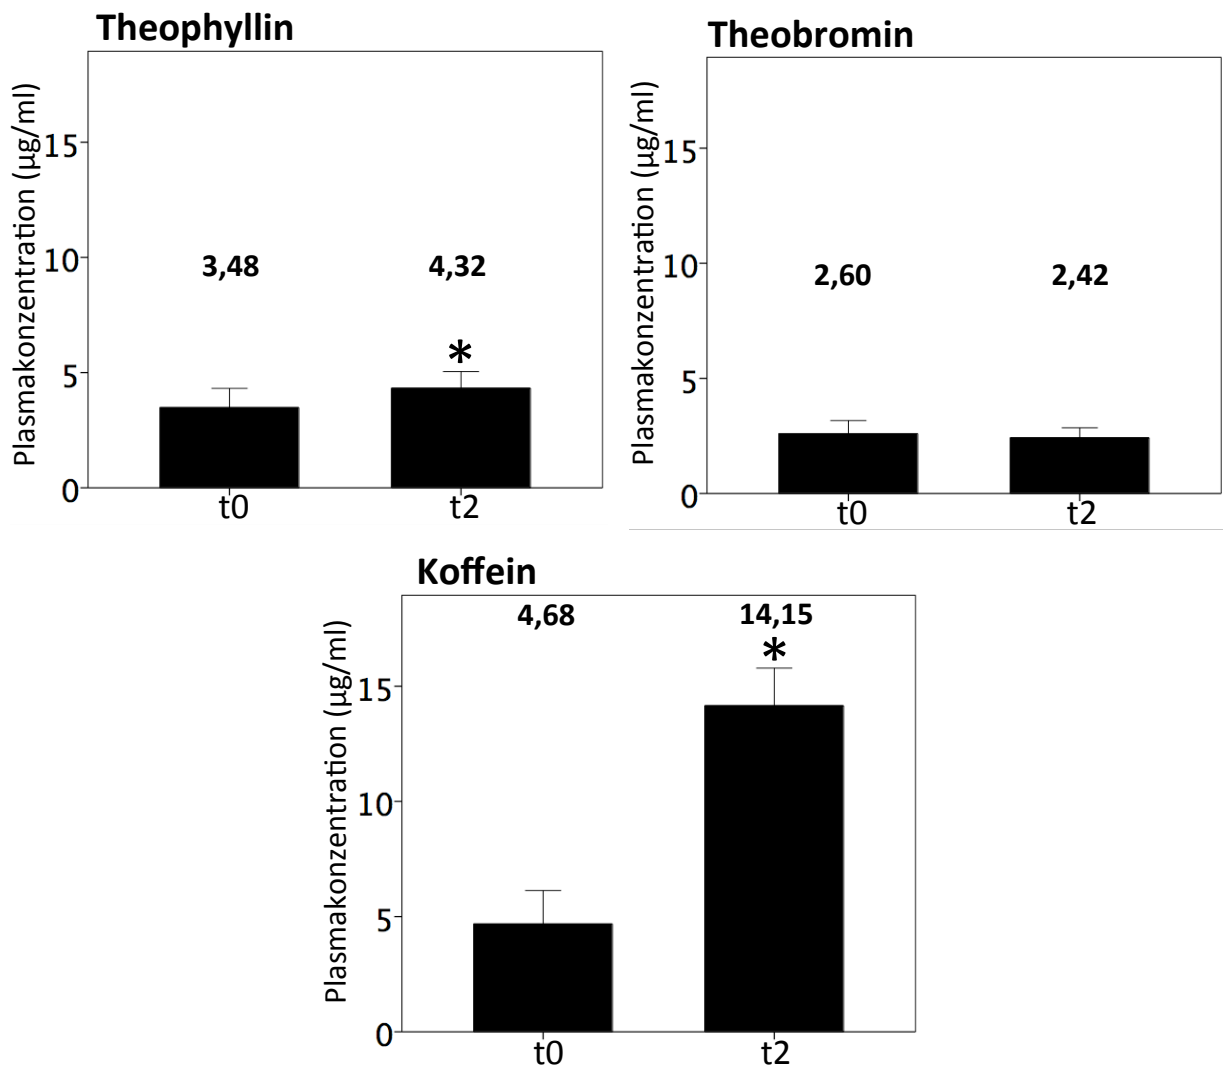 Theophyllin
Plasmakonzentration (µg/ml)
15
10
5
0
3,48 4,32
*
t0 t2
Theobromin
Plasmakonzentration (µg/ml)
15
10
5
0
2,60 2,42
t0 t2
Koffein
Plasmakonzentration (µg/ml)
15
10
5
0
4,68 14,15
*
t0 t2